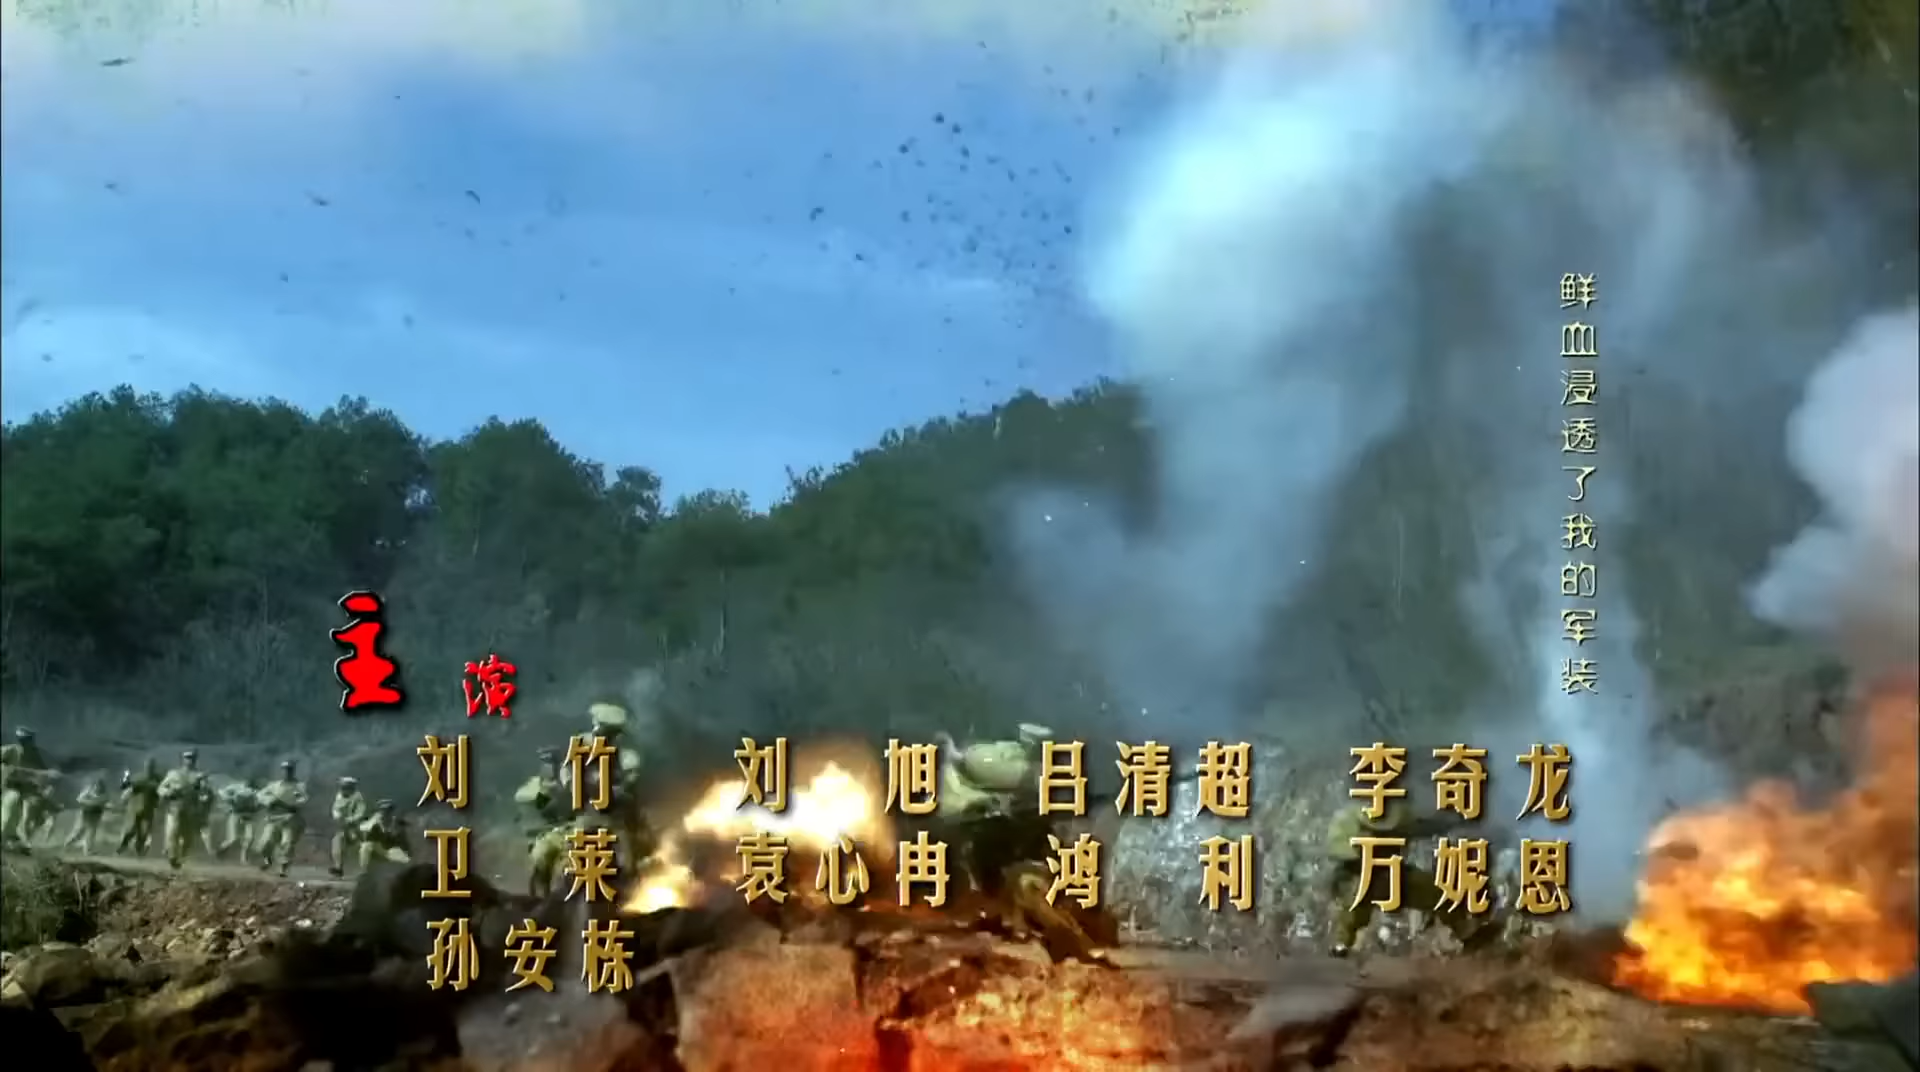 鲜血浸透了我的军装
主演
刘竹 刘旭 吕清超 李奇龙
卫莱 袁心冉 鸿利 万妮恩
孙安栋